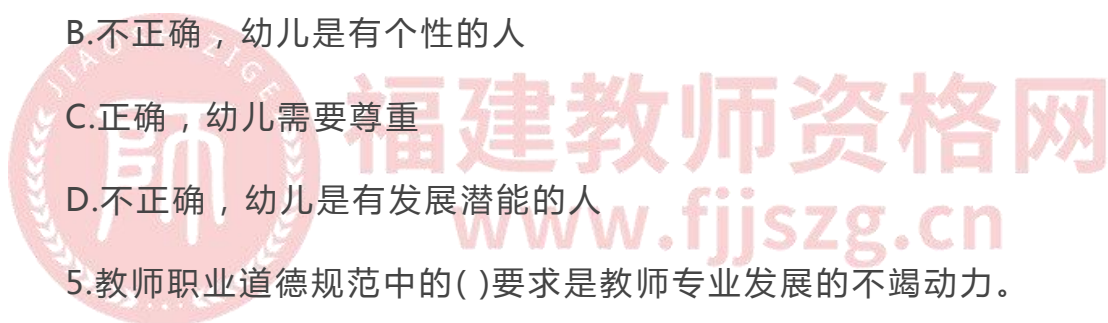 B.不正确，幼儿是有个性的人
C.正确，幼儿需要尊重
福建教师资格网
D.不正确，幼儿是有发展潜能的人
www.fjjszg.cn
5.教师职业道德规范中的( )要求是教师专业发展的不竭动力。